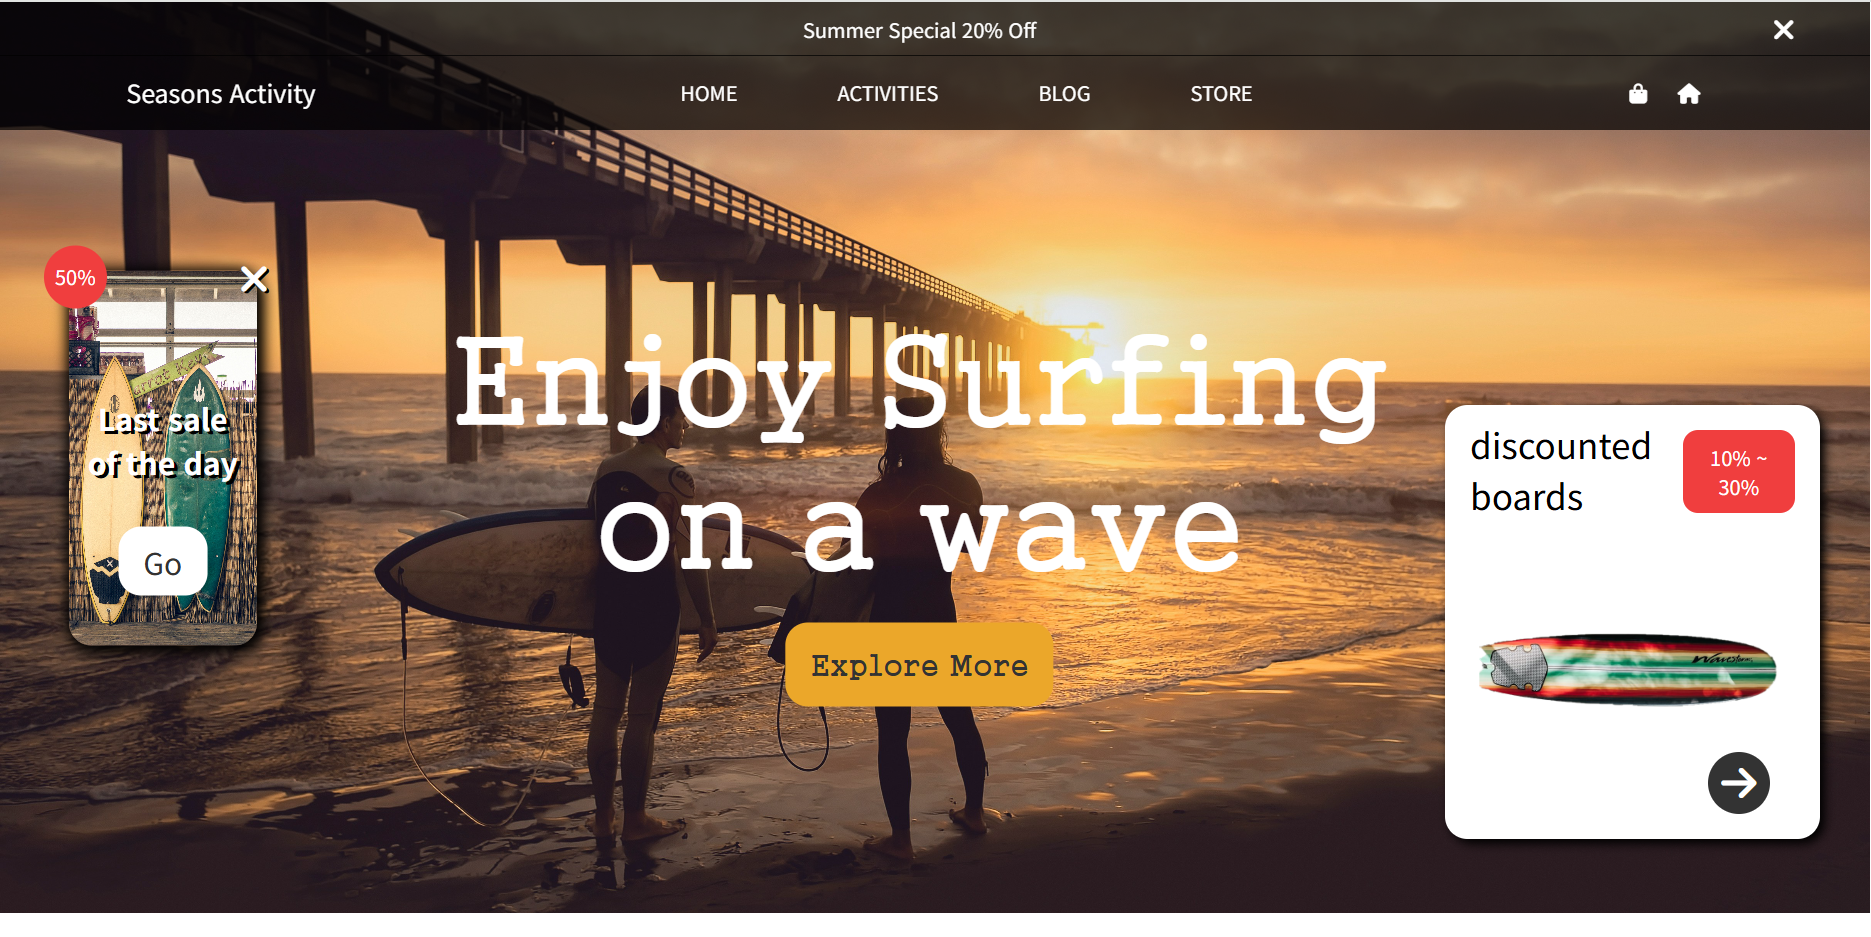 Summer Special 20% Off
Seasons Activity
HOME
ACTIVITIES
BLOG
STORE
50%
Last sale
of the day
Go
Enjoy Surfing
on a wave
Explore More
discounted
boards
10% ~
30%